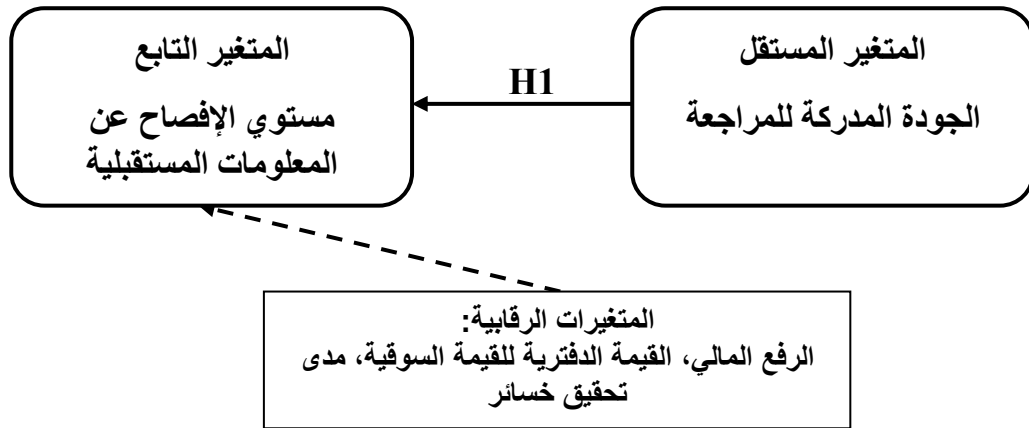 المتغير المستقل
الجودة المدركة للمراجعة
H1
المتغير التابع
مستوي الإفصاح عن
المعلومات المستقبلية
المتغيرات الرقابية:
الرفع المالي، القيمة الدفترية للقيمة السوقية، مدى
تحقيق خسائر